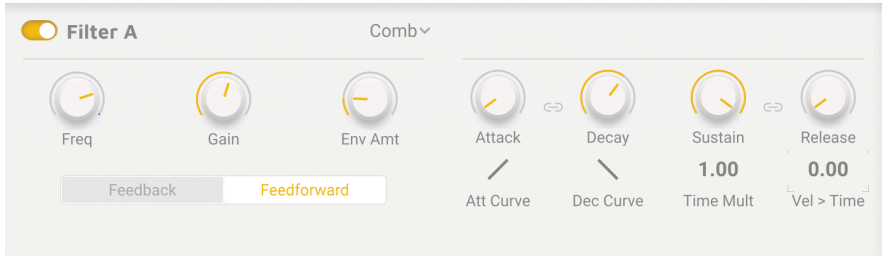 Filter A
Comb
Freq
Gain
Env Amt
Feedback
Feedforward
Attack
Decay
Sustain
Release
1.00
0.00
Att Curve
Dec Curve
Time Mult
Vel > Time